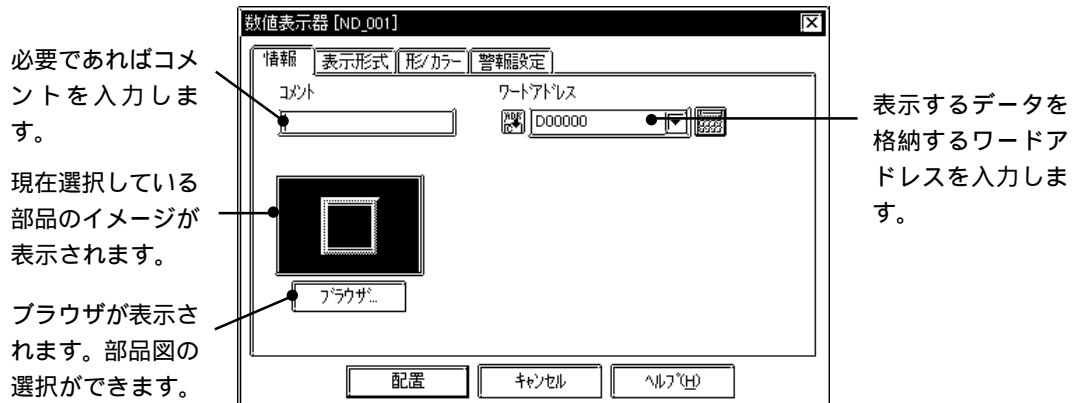 数値表示器 [ND_001]
情報 表示形式 形/ｶﾗｰ 警報設定
ｺﾒﾝﾄ ﾜｰﾄﾞｱﾄﾞﾚｽ
D00000
ﾌﾞﾗｳｻﾞ...
配置 ｷｬﾝｾﾙ ﾍﾙﾌﾟ(H)
必要であればコメ
ントを入力しま
す。
現在選択している
部品のイメージが
表示されます。
ブラウザが表示さ
れます。部品図の
選択ができます。
表示するデータを
格納するワードア
ドレスを入力しま
す。